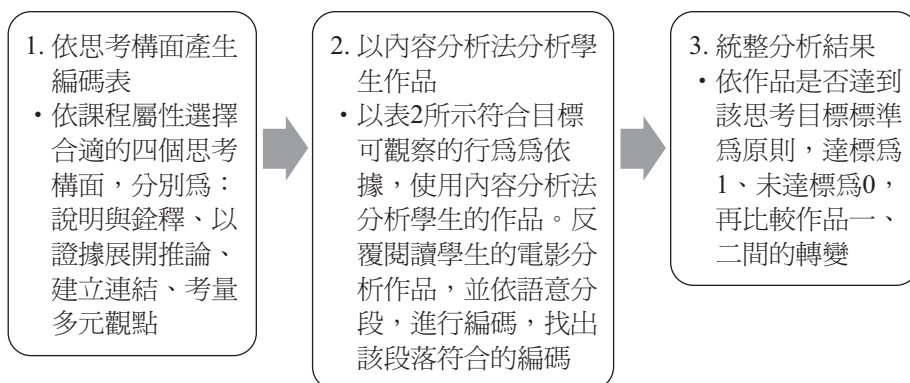 1. 依思考構面產生
編碼表
・依課程屬性選擇
合適的四個思考
構面，分別爲：
說明與銓釋、以
證據展開推論、
建立連結、考量
多元觀點
2. 以內容分析法分析學
生作品
・以表2所示符合目標
可觀察的行爲爲依
據，使用內容分析法
分析學生的作品。反
覆閱讀學生的電影分
析作品，並依語意分
段，進行編碼，找出
該段落符合的編碼
3. 統整分析結果
・依作品是否達到
該思考目標標準
爲原則，達標爲
1、未達標爲0，
再比較作品一、
二間的轉變